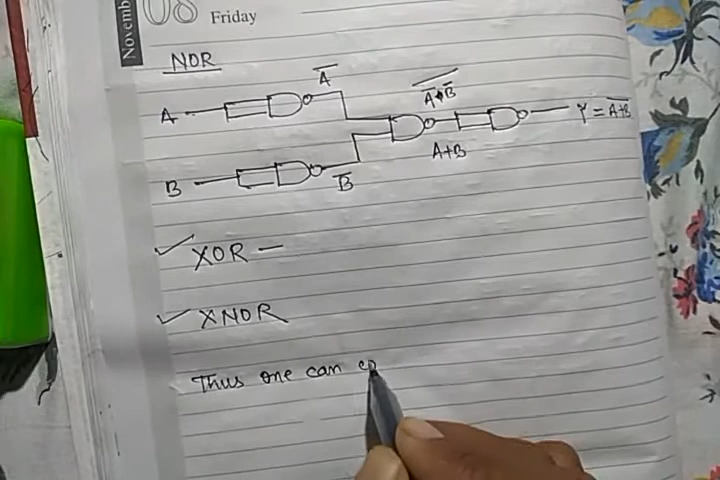 Novemb
08 Friday
NOR
A̅
A
A̅·B̅
Y = A̅+̅B̅
A+B
B
B̅
✓ XOR —
✓ XNOR
Thus one can